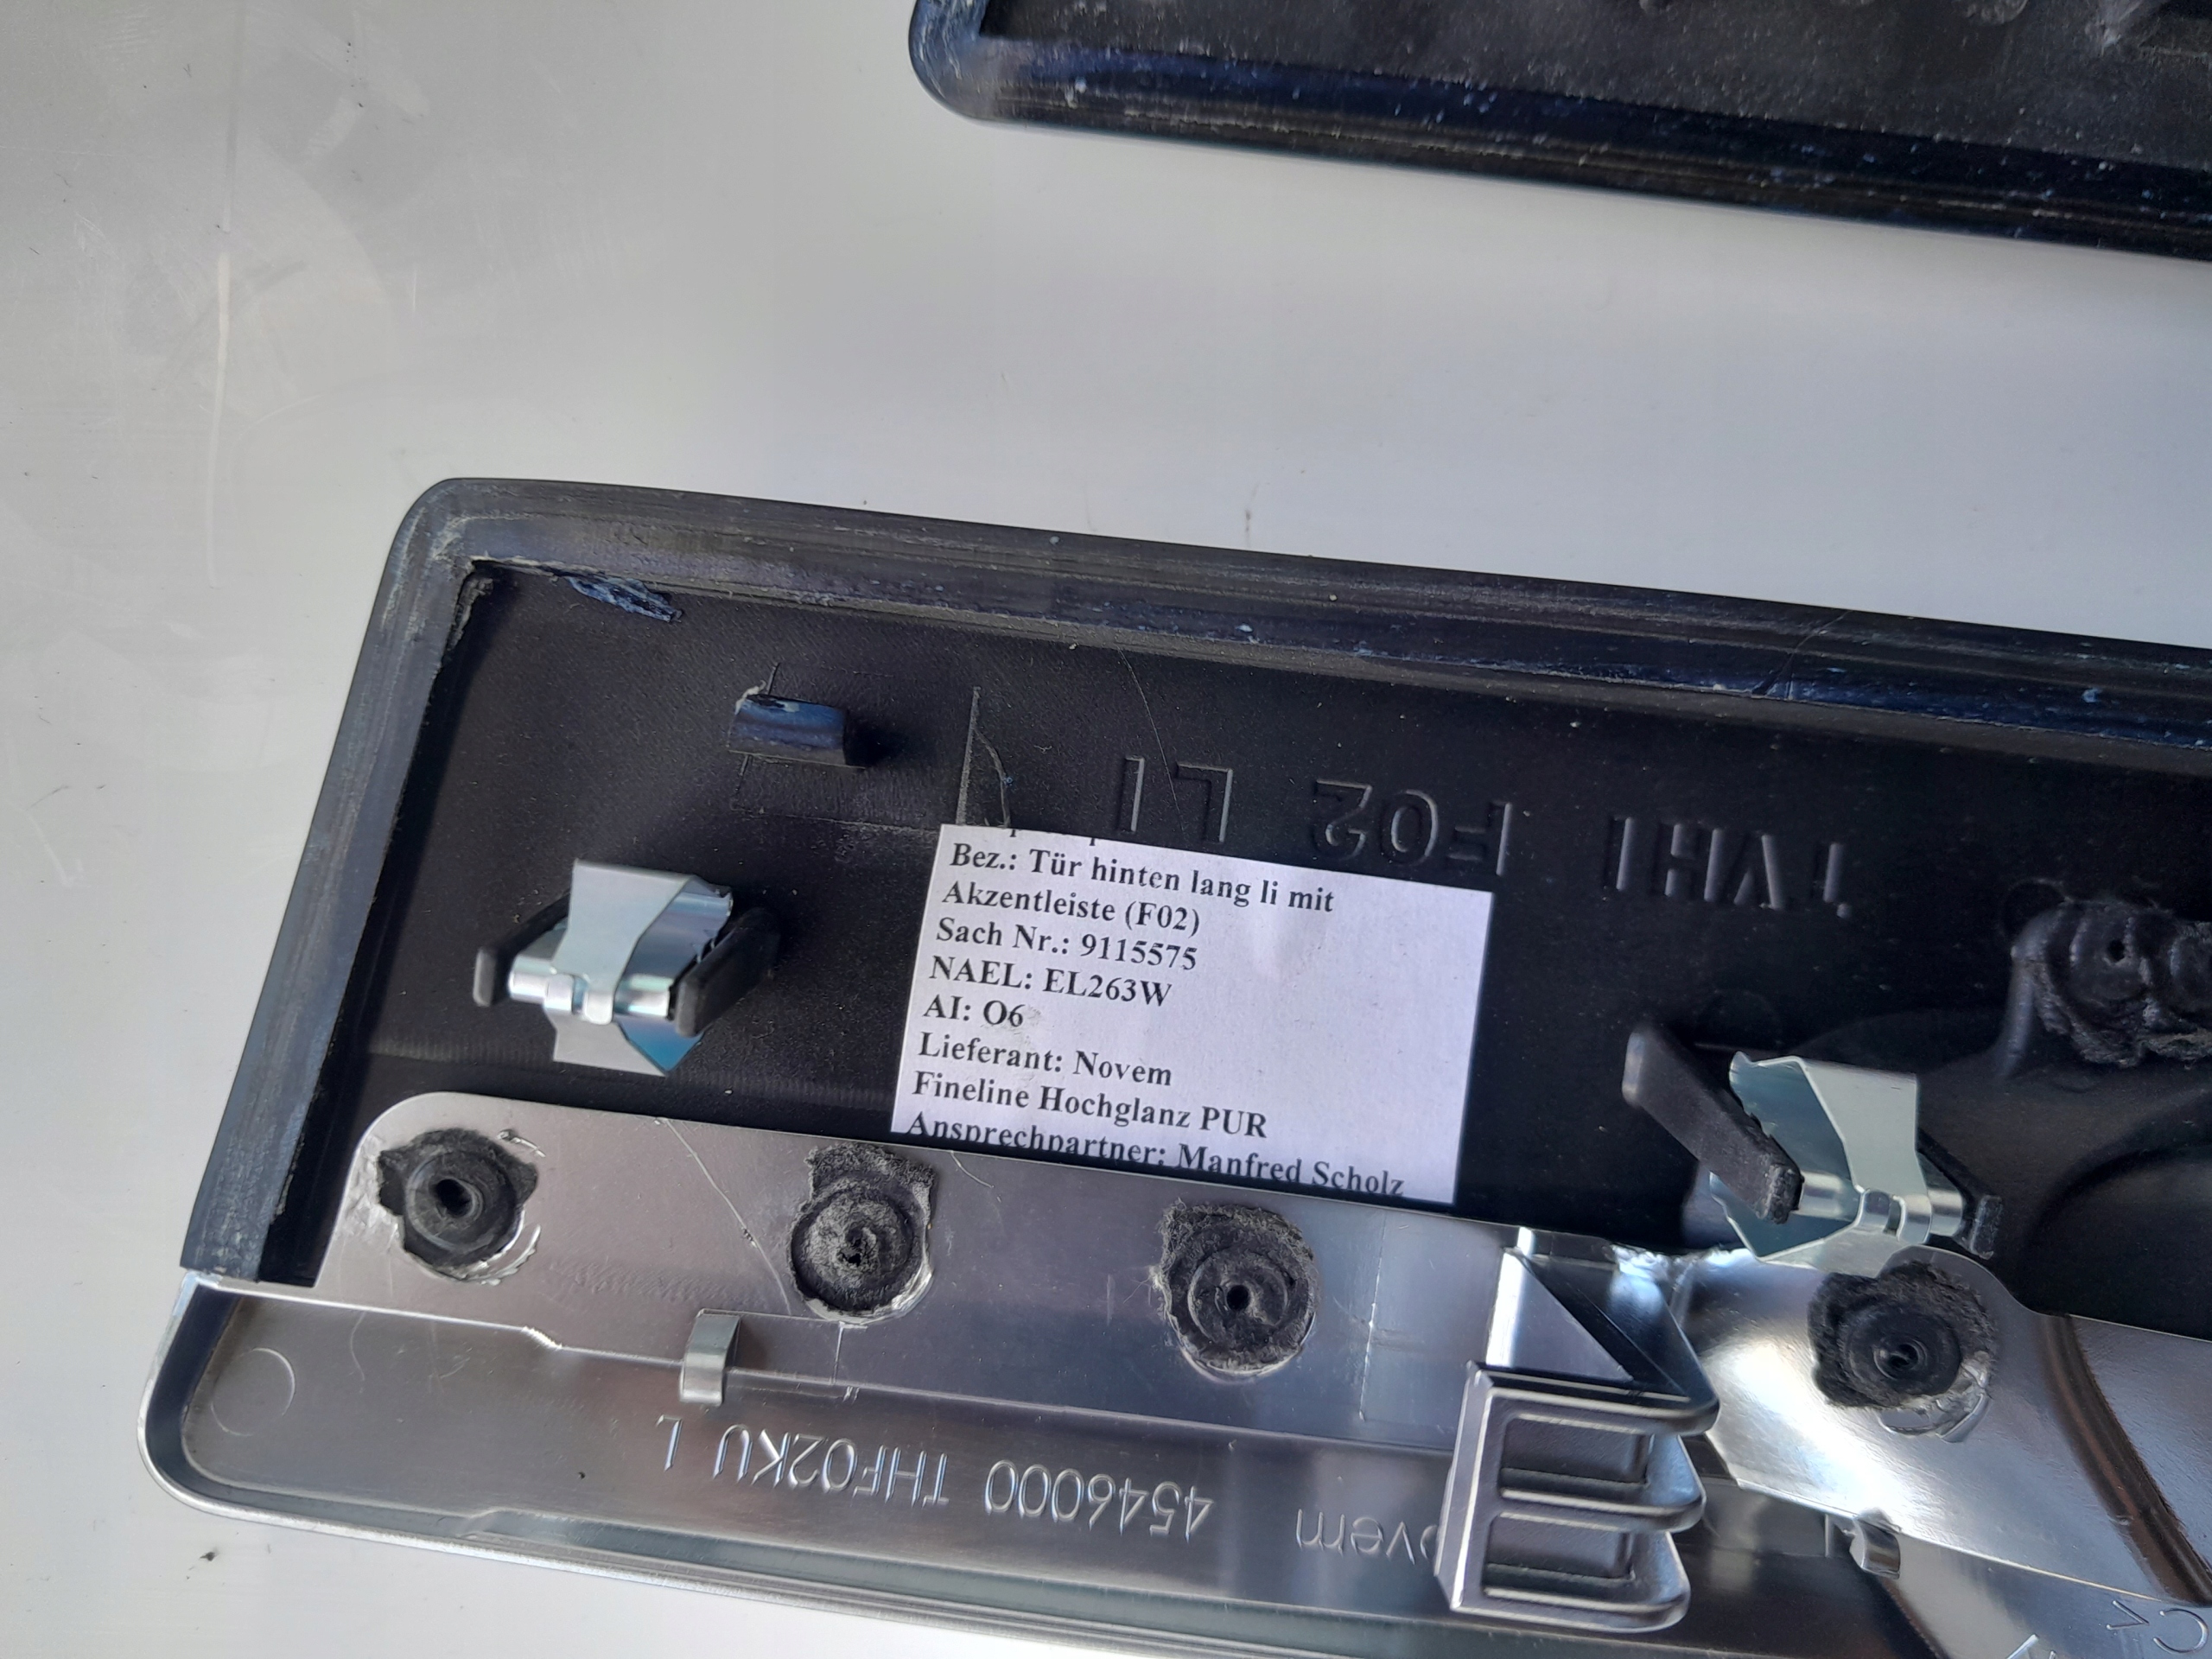 TVHI F02 LI
Bez.: Tür hinten lang li mit
Akzentleiste (F02)
Sach Nr.: 9115575
NAEL: EL263W
AI: O6
Lieferant: Novem
Fineline Hochglanz PUR
Ansprechpartner: Manfred Scholz
ovem 4546000 THF02KU L